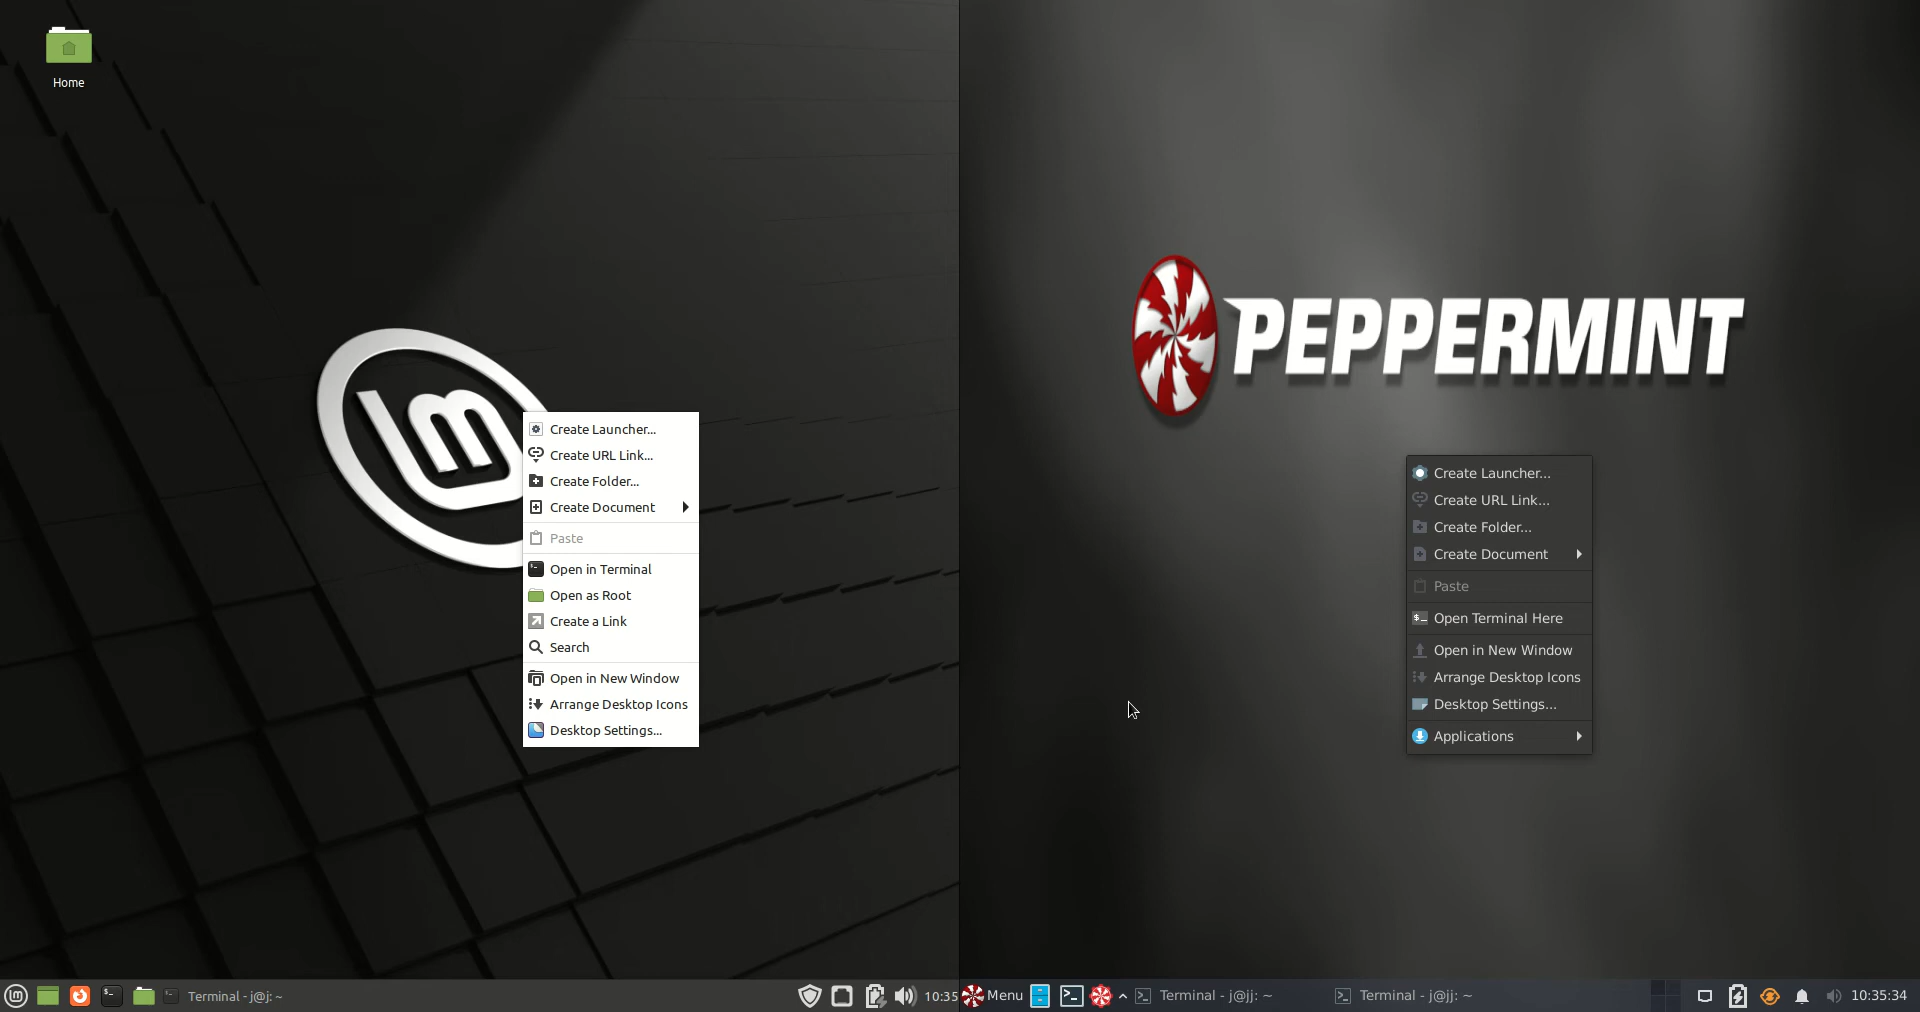 Home
Create Launcher...
Create URL Link...
Create Folder...
Create Document
Paste
Open in Terminal
Open as Root
Create a Link
Search
Open in New Window
Arrange Desktop Icons
Desktop Settings...
Terminal - j@j: ~
10:35
PEPPERMINT
Create Launcher...
Create URL Link...
Create Folder...
Create Document
Paste
Open Terminal Here
Open in New Window
Arrange Desktop Icons
Desktop Settings...
Applications
Menu
Terminal - j@jj: ~
Terminal - j@jj: ~
10:35:34